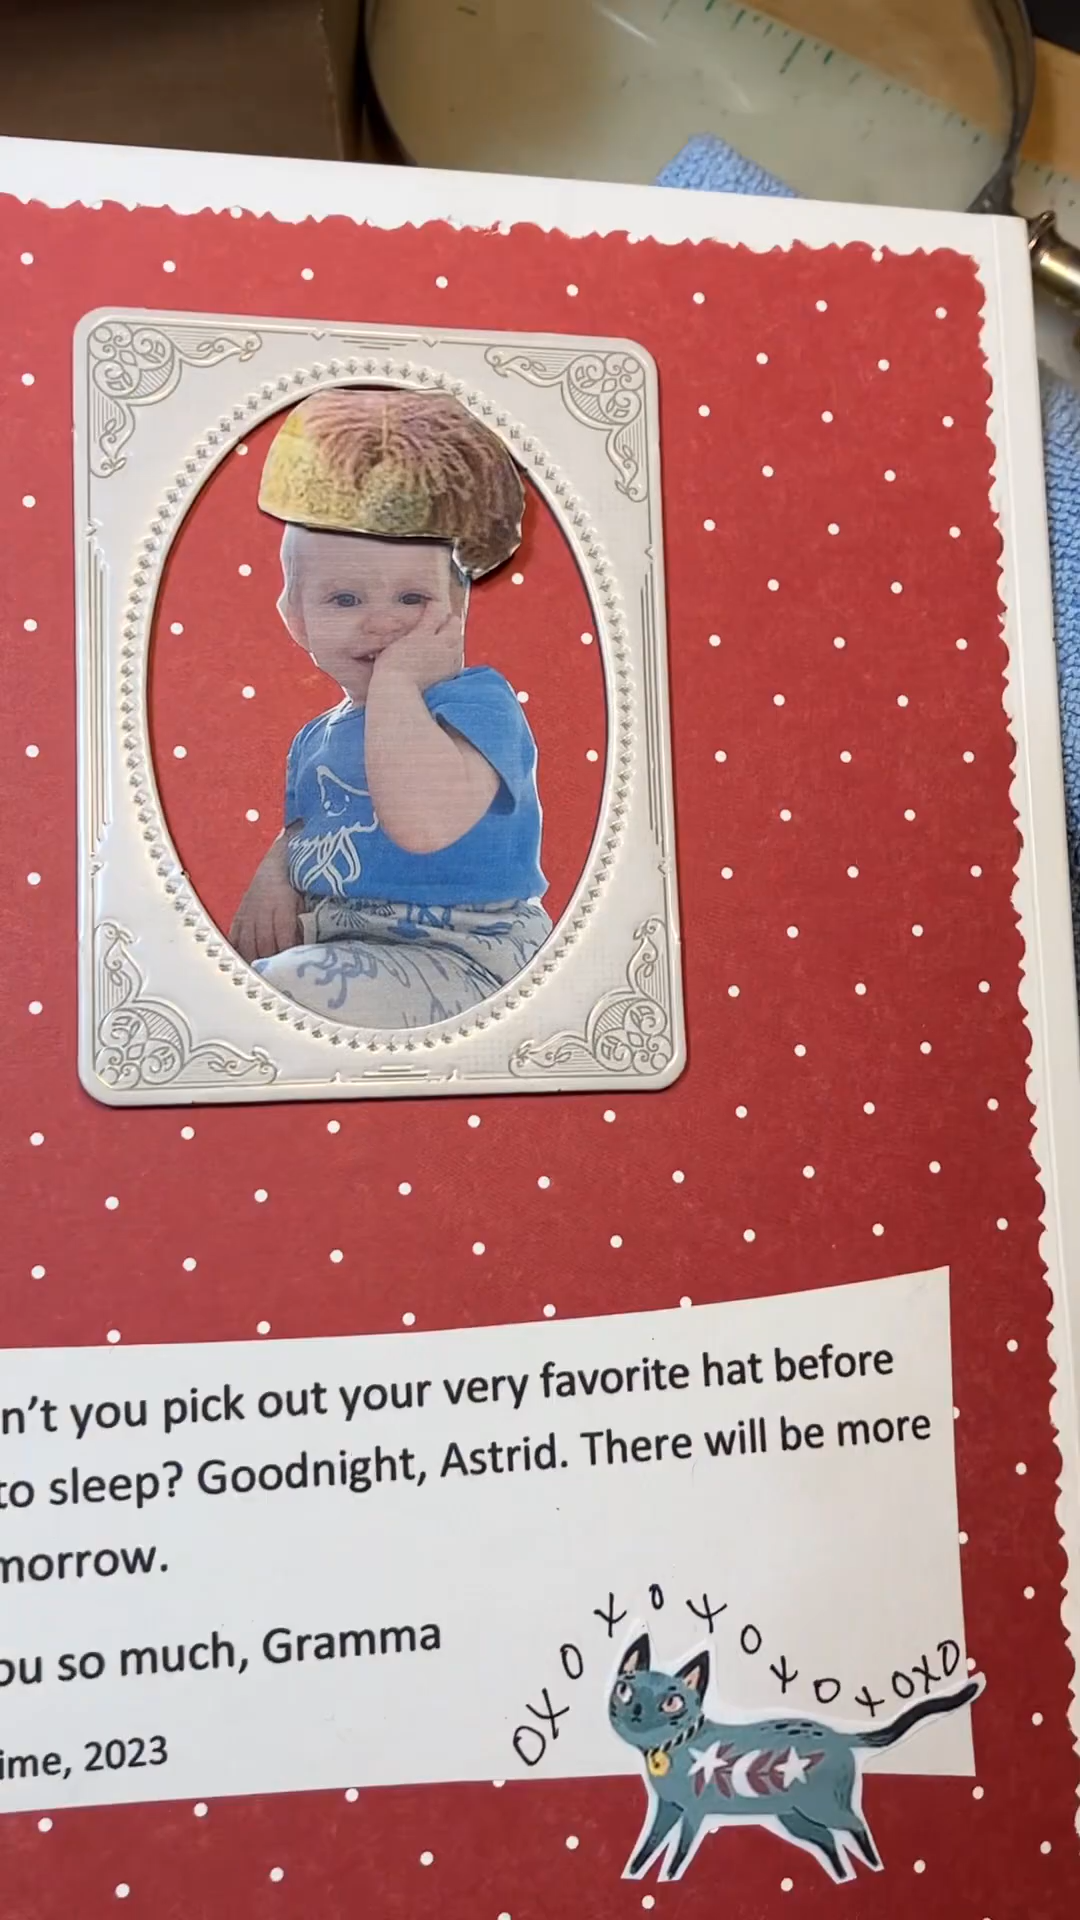 n't you pick out your very favorite hat before
to sleep? Goodnight, Astrid. There will be more
morrow.
ou so much, Gramma
ime, 2023
OXOXOXOXOXOXO